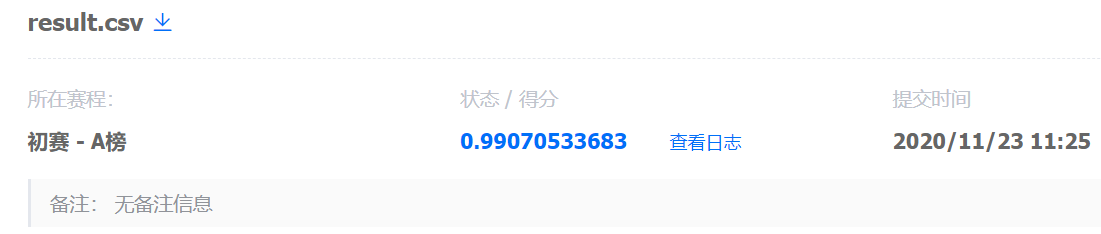 result.csv
所在赛程: 状态 / 得分 提交时间
初赛 - A榜 0.99070533683 查看日志 2020/11/23 11:25
备注： 无备注信息